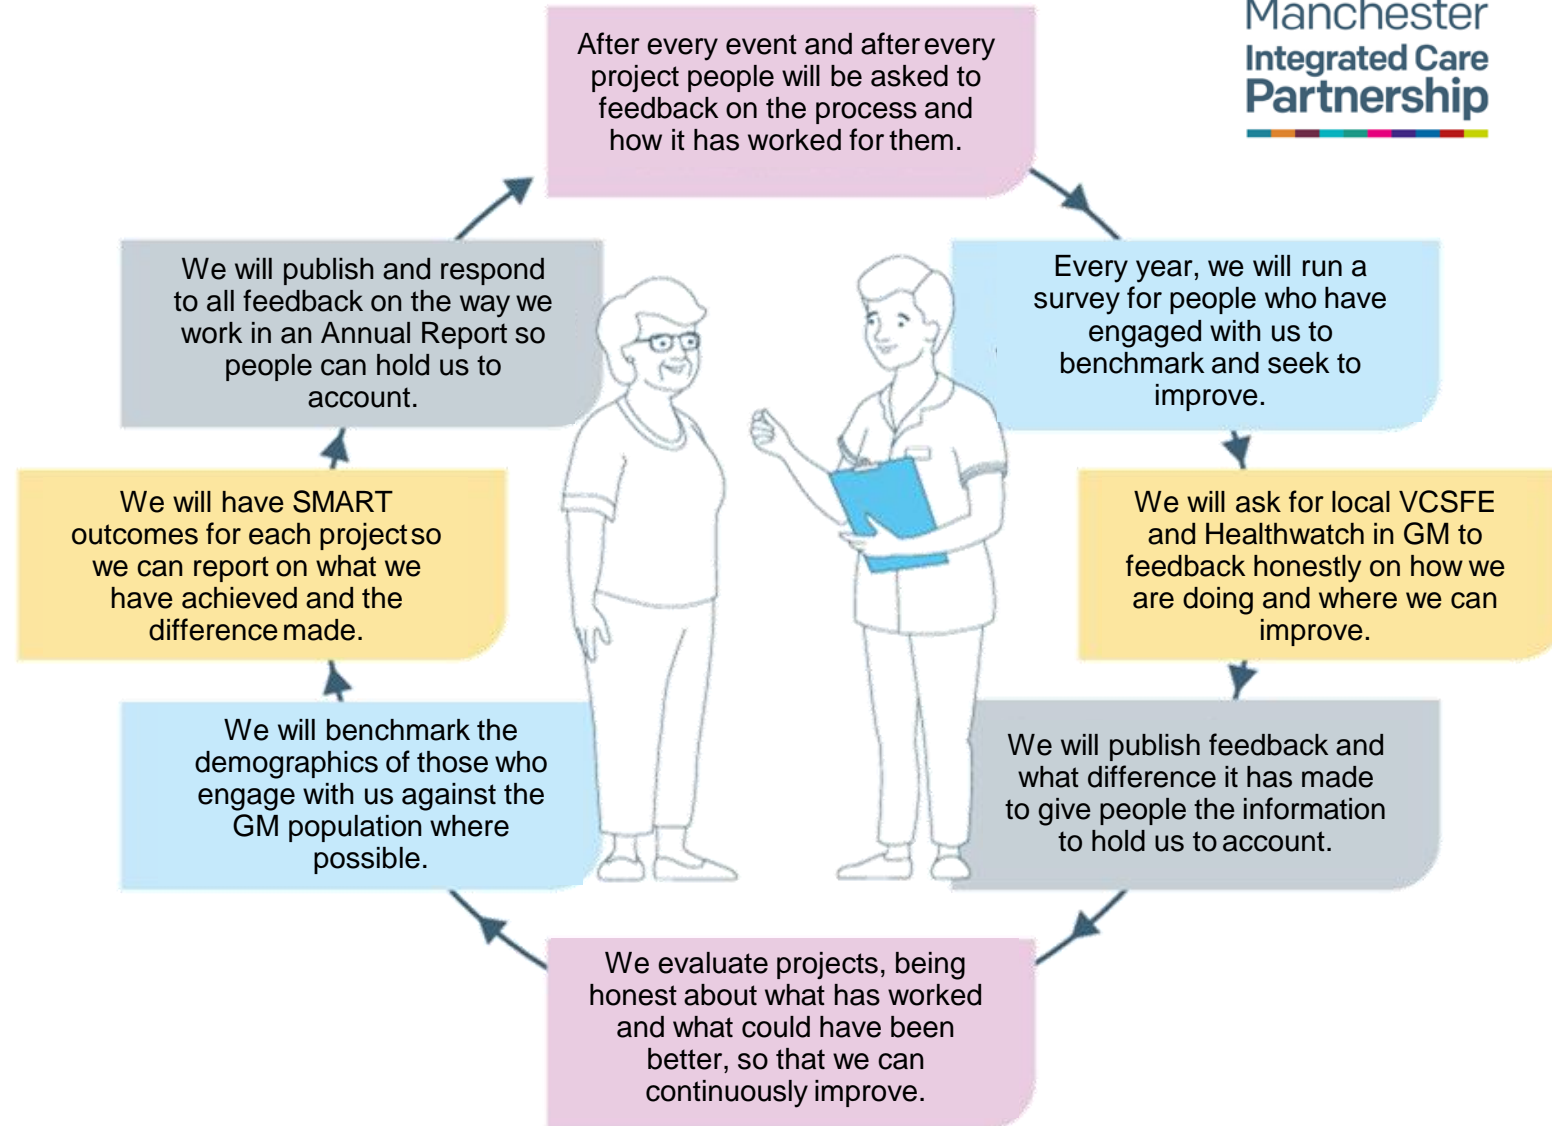 Manchester
Integrated Care
Partnership
After every event and after every
project people will be asked to
feedback on the process and
how it has worked for them.
Every year, we will run a
survey for people who have
engaged with us to
benchmark and seek to
improve.
We will ask for local VCSFE
and Healthwatch in GM to
feedback honestly on how we
are doing and where we can
improve.
We will publish feedback and
what difference it has made
to give people the information
to hold us to account.
We evaluate projects, being
honest about what has worked
and what could have been
better, so that we can
continuously improve.
We will benchmark the
demographics of those who
engage with us against the
GM population where
possible.
We will have SMART
outcomes for each project so
we can report on what we
have achieved and the
difference made.
We will publish and respond
to all feedback on the way we
work in an Annual Report so
people can hold us to
account.